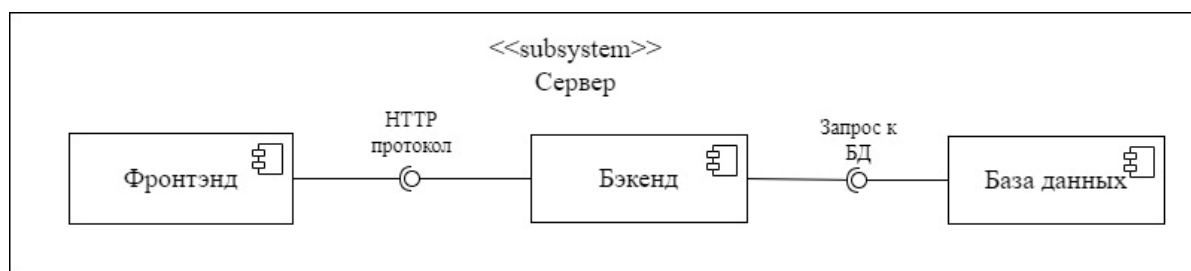 <<subsystem>>
Сервер
HTTP
протокол
Запрос к
БД
Фронтэнд
Бэкенд
База данных